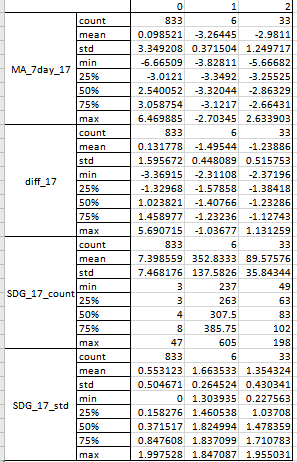 0 1 2
MA_7day_17
count 833 6 33
mean 0.098521 -3.26445 -2.9811
std 3.349208 0.371504 1.249717
min -6.66509 -3.82811 -5.66682
25% -3.0121 -3.3492 -3.25525
50% 2.540052 -3.32044 -2.86329
75% 3.058754 -3.1217 -2.66431
max 6.469885 -2.70345 2.633903
diff_17
count 833 6 33
mean 0.131778 -1.49544 -1.23886
std 1.595672 0.448089 0.515753
min -3.36915 -2.31108 -2.37196
25% -1.32968 -1.57858 -1.38418
50% 1.023821 -1.40766 -1.23286
75% 1.458977 -1.23236 -1.12743
max 5.690715 -1.03677 1.131259
SDG_17_count
count 833 6 33
mean 7.398559 352.8333 89.57576
std 7.468176 137.5826 35.84344
min 3 237 49
25% 3 263 63
50% 4 307.5 83
75% 8 385.75 102
max 47 605 198
SDG_17_std
count 833 6 33
mean 0.553123 1.663533 1.354324
std 0.504671 0.264524 0.430341
min 0 1.303935 0.227563
25% 0.158276 1.460538 1.03708
50% 0.371517 1.824994 1.478359
75% 0.847608 1.837099 1.710783
max 1.997528 1.847087 1.955031